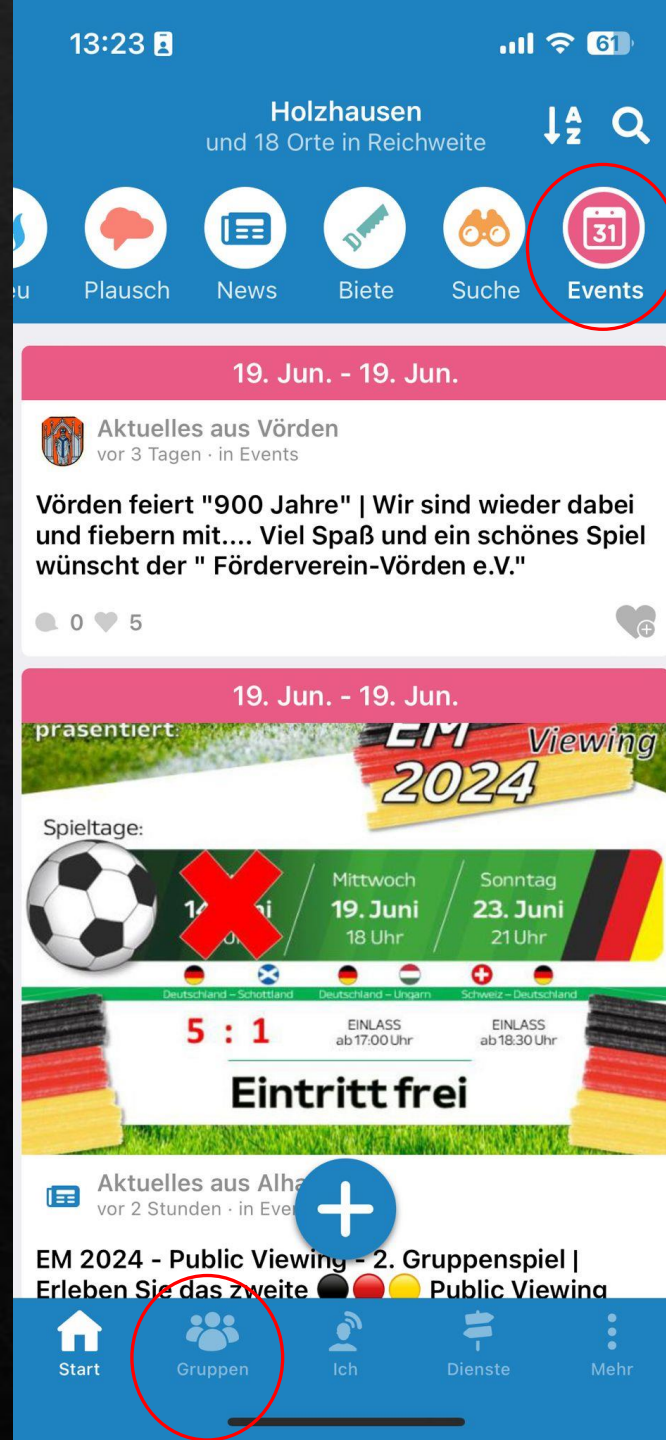 13:23
61
Holzhausen
und 18 Orte in Reichweite
A
Z
31
Plausch
News
Biete
Suche
Events
19. Jun. - 19. Jun.
Aktuelles aus Vörden
vor 3 Tagen · in Events
Vörden feiert "900 Jahre" | Wir sind wieder dabei
und fiebern mit.... Viel Spaß und ein schönes Spiel
wünscht der " Förderverein-Vörden e.V."
0
5
19. Jun. - 19. Jun.
präsentiert:
EM
Viewing
2024
Spieltage:
Mittwoch
19. Juni
18 Uhr
Sonntag
23. Juni
21 Uhr
Deutschland – Schottland
Deutschland – Ungarn
Schweiz – Deutschland
5 : 1
EINLASS
ab 17:00 Uhr
EINLASS
ab 18:30 Uhr
Eintritt frei
Aktuelles aus
vor 2 Stunden · in
EM 2024 - Public Viewing - 2. Gruppenspiel |
Erleben Sie das zweite Public Viewing
Start
Gruppen
Ich
Dienste
Mehr